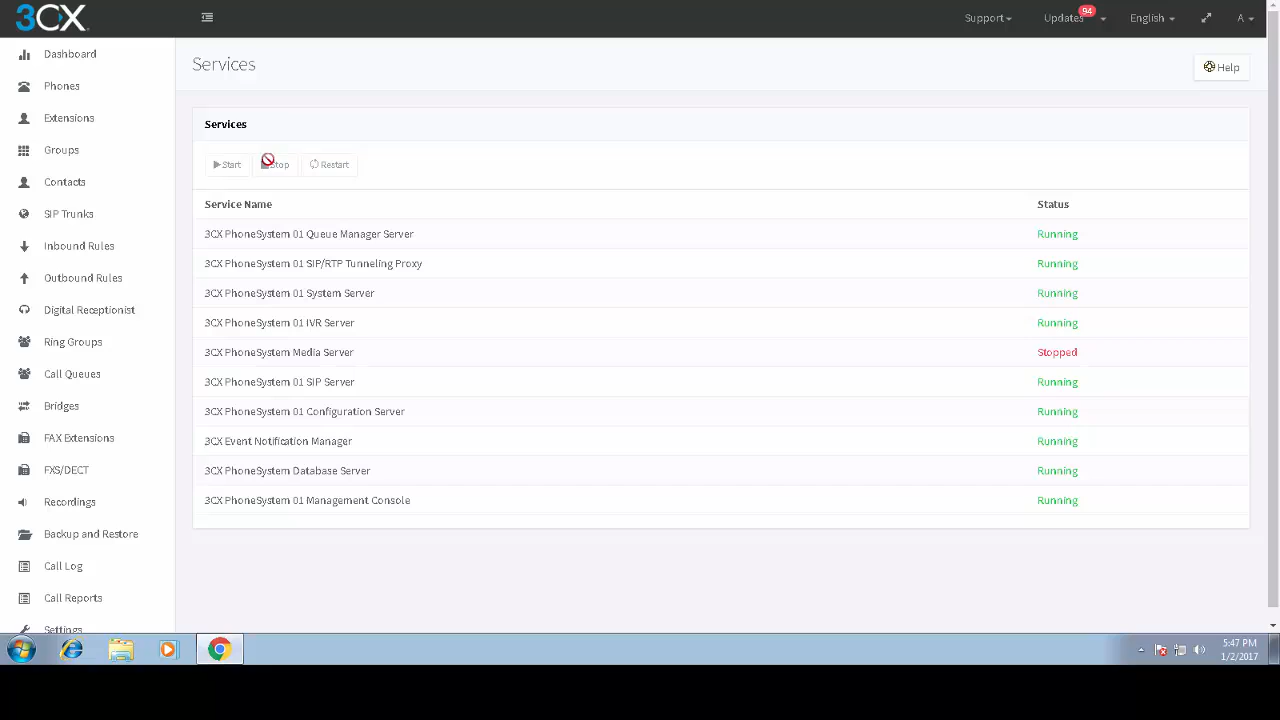 3CX
Support
Updates 94
English
A
Dashboard
Phones
Extensions
Groups
Contacts
SIP Trunks
Inbound Rules
Outbound Rules
Digital Receptionist
Ring Groups
Call Queues
Bridges
FAX Extensions
FXS/DECT
Recordings
Backup and Restore
Call Log
Call Reports
Settings
Services
Help
Services
Start Stop Restart
Service Name Status
3CX PhoneSystem 01 Queue Manager Server Running
3CX PhoneSystem 01 SIP/RTP Tunneling Proxy Running
3CX PhoneSystem 01 System Server Running
3CX PhoneSystem 01 IVR Server Running
3CX PhoneSystem Media Server Stopped
3CX PhoneSystem 01 SIP Server Running
3CX PhoneSystem 01 Configuration Server Running
3CX Event Notification Manager Running
3CX PhoneSystem Database Server Running
3CX PhoneSystem 01 Management Console Running
5:47 PM
1/2/2017